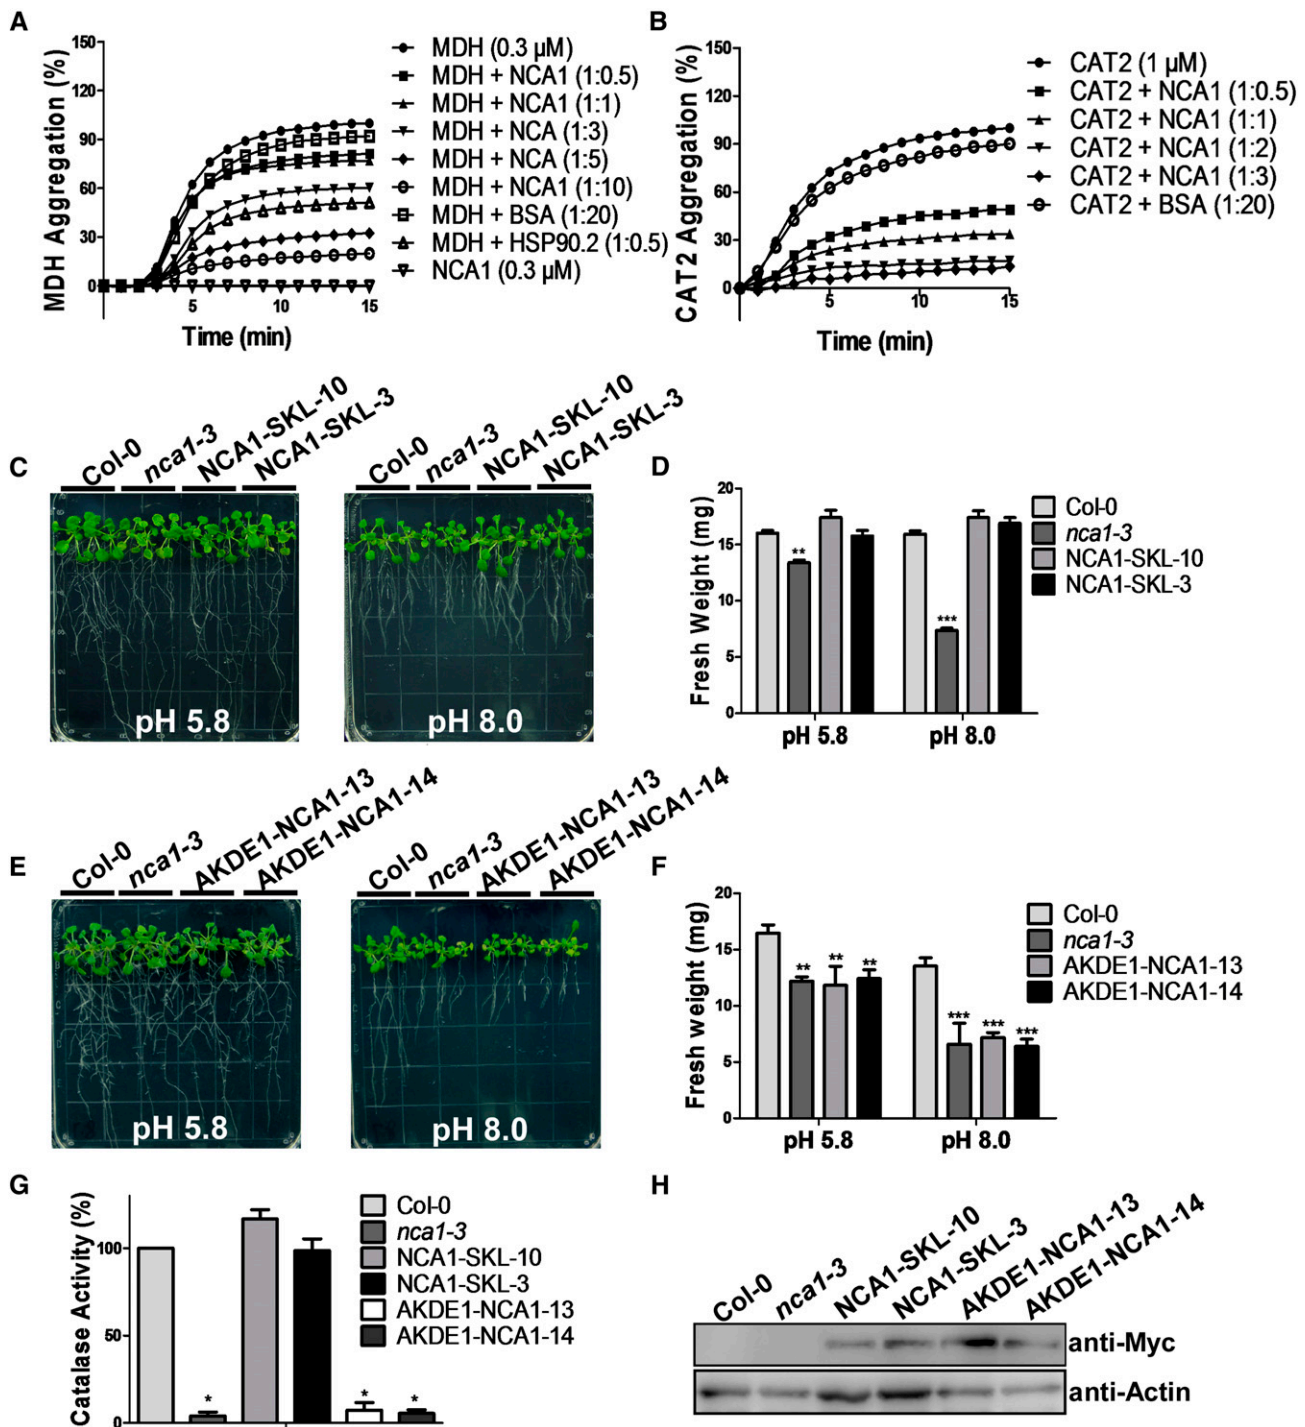 A
MDH Aggregation (%)
150
120
90
60
30
0
5
10
15
Time (min)
MDH (0.3 µM)
MDH + NCA1 (1:0.5)
MDH + NCA1 (1:1)
MDH + NCA (1:3)
MDH + NCA (1:5)
MDH + NCA1 (1:10)
MDH + BSA (1:20)
MDH + HSP90.2 (1:0.5)
NCA1 (0.3 µM)
B
CAT2 Aggregation (%)
150
120
90
60
30
0
5
10
15
Time (min)
CAT2 (1 µM)
CAT2 + NCA1 (1:0.5)
CAT2 + NCA1 (1:1)
CAT2 + NCA1 (1:2)
CAT2 + NCA1 (1:3)
CAT2 + BSA (1:20)
C
Col-0
nca1-3
NCA1-SKL-10
NCA1-SKL-3
pH 5.8
Col-0
nca1-3
NCA1-SKL-10
NCA1-SKL-3
pH 8.0
D
Fresh Weight (mg)
20
15
10
5
0
**
***
pH 5.8
pH 8.0
Col-0
nca1-3
NCA1-SKL-10
NCA1-SKL-3
E
Col-0
nca1-3
AKDE1-NCA1-13
AKDE1-NCA1-14
pH 5.8
Col-0
nca1-3
AKDE1-NCA1-13
AKDE1-NCA1-14
pH 8.0
F
Fresh weight (mg)
20
15
10
5
0
**
**
**
***
***
***
pH 5.8
pH 8.0
Col-0
nca1-3
AKDE1-NCA1-13
AKDE1-NCA1-14
G
Catalase Activity (%)
100
50
0
*
*
*
Col-0
nca1-3
NCA1-SKL-10
NCA1-SKL-3
AKDE1-NCA1-13
AKDE1-NCA1-14
H
Col-0
nca1-3
NCA1-SKL-10
NCA1-SKL-3
AKDE1-NCA1-13
AKDE1-NCA1-14
anti-Myc
anti-Actin